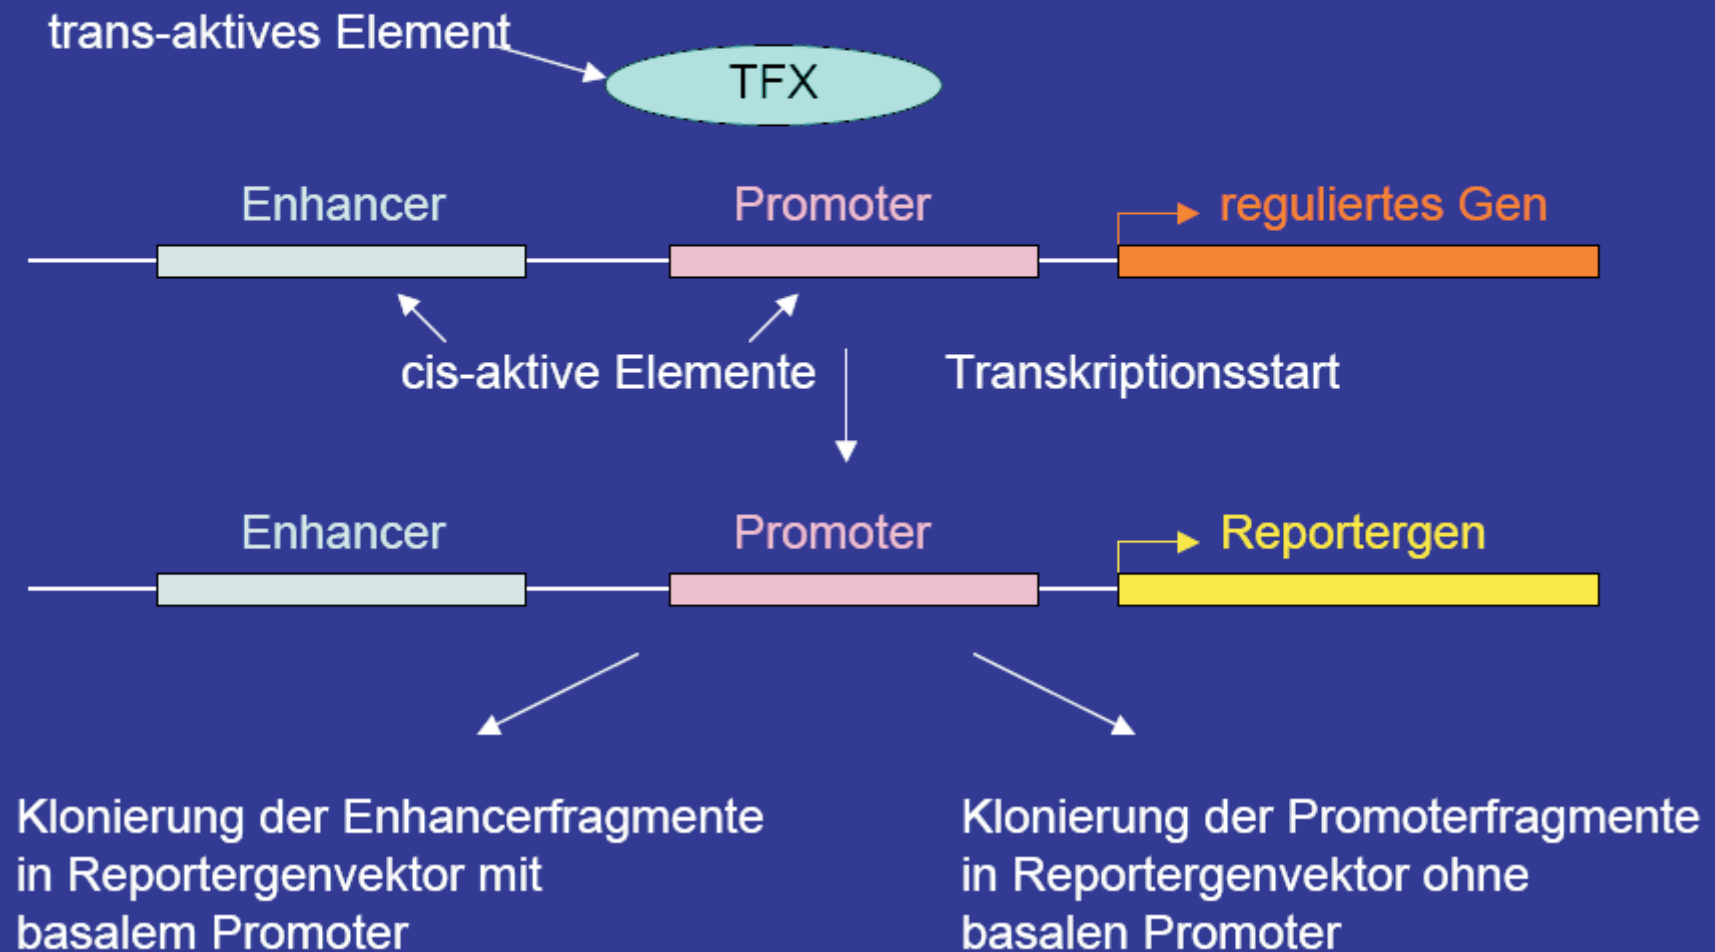 trans-aktives Element
TFX
Enhancer
Promoter
reguliertes Gen
cis-aktive Elemente
Transkriptionsstart
Enhancer
Promoter
Reportergen
Klonierung der Enhancerfragmente
in Reportergenvektor mit
basalem Promoter
Klonierung der Promoterfragmente
in Reportergenvektor ohne
basalen Promoter